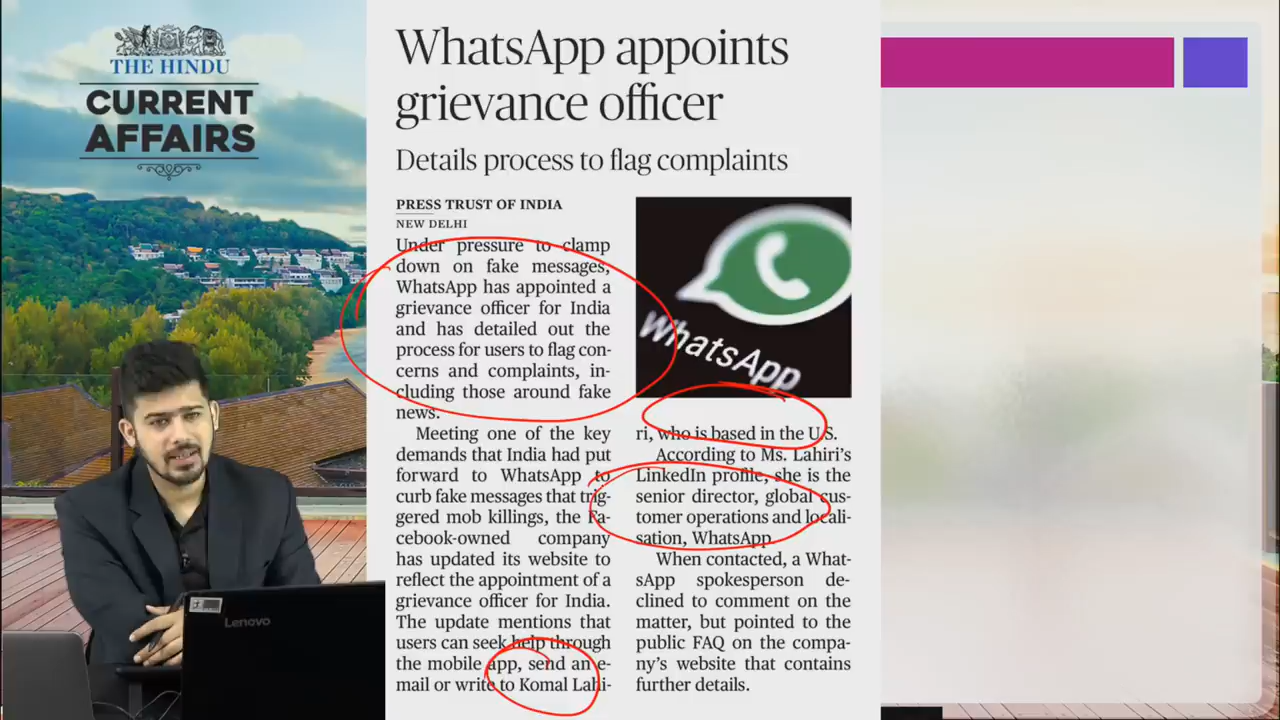 THE HINDU
CURRENT
AFFAIRS
WhatsApp appoints
grievance officer
Details process to flag complaints
PRESS TRUST OF INDIA
NEW DELHI
Under pressure to clamp
down on fake messages,
WhatsApp has appointed a
grievance officer for India
and has detailed out the
process for users to flag con-
cerns and complaints, in-
cluding those around fake
news.
Meeting one of the key
demands that India had put
forward to WhatsApp to
curb fake messages that trig-
gered mob killings, the Fa-
cebook-owned company
has updated its website to
reflect the appointment of a
grievance officer for India.
The update mentions that
users can seek help through
the mobile app, send an e-
mail or write to Komal Lahi-
WhatsApp
ri, who is based in the U.S.
According to Ms. Lahiri's
LinkedIn profile, she is the
senior director, global cus-
tomer operations and locali-
sation, WhatsApp.
When contacted, a What-
sApp spokesperson de-
clined to comment on the
matter, but pointed to the
public FAQ on the compa-
ny's website that contains
further details.
Lenovo